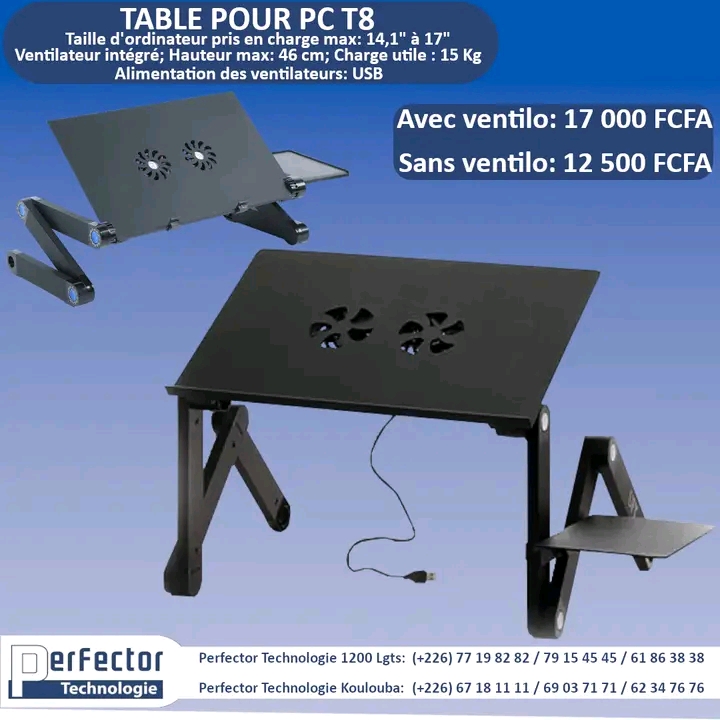 TABLE POUR PC T8
Taille d'ordinateur pris en charge max: 14,1" à 17"
Ventilateur intégré; Hauteur max: 46 cm; Charge utile : 15 Kg
Alimentation des ventilateurs: USB
Avec ventilo: 17 000 FCFA
Sans ventilo: 12 500 FCFA
Perfector
Technologie
Perfector Technologie 1200 Lgts: (+226) 77 19 82 82 / 79 15 45 45 / 61 86 38 38
Perfector Technologie Koulouba: (+226) 67 18 11 11 / 69 03 71 71 / 62 34 76 76